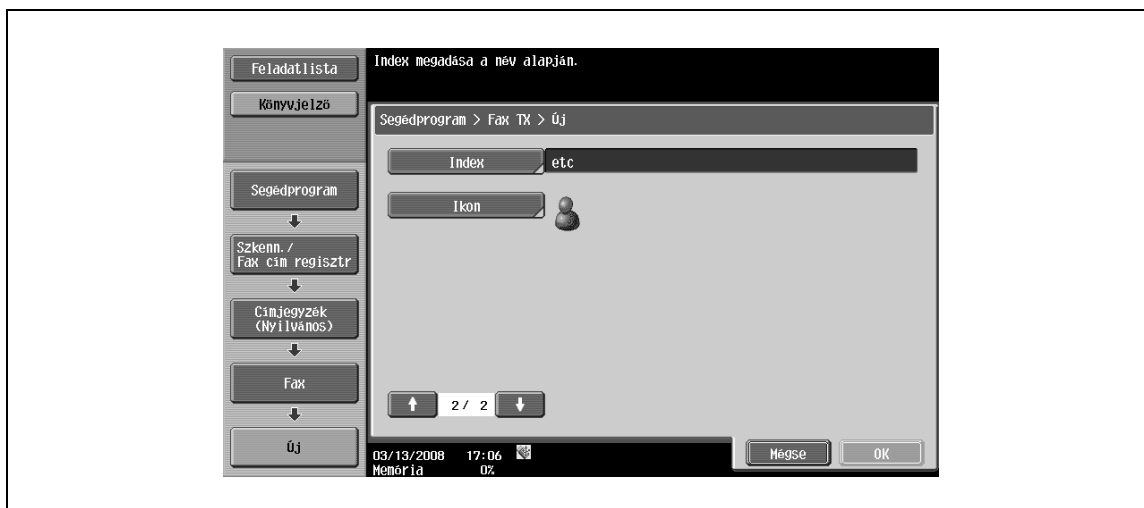 Feladatlista
Index megadása a név alapján.
Könyvjelző
Segédprogram > Fax TX > Új
Index
etc
Ikon
Segédprogram
Szkenn./
Fax cím regisztr
Címjegyzék
(Nyilvános)
Fax
Új
2/ 2
03/13/2008 17:06
Memória 0%
Mégse
OK